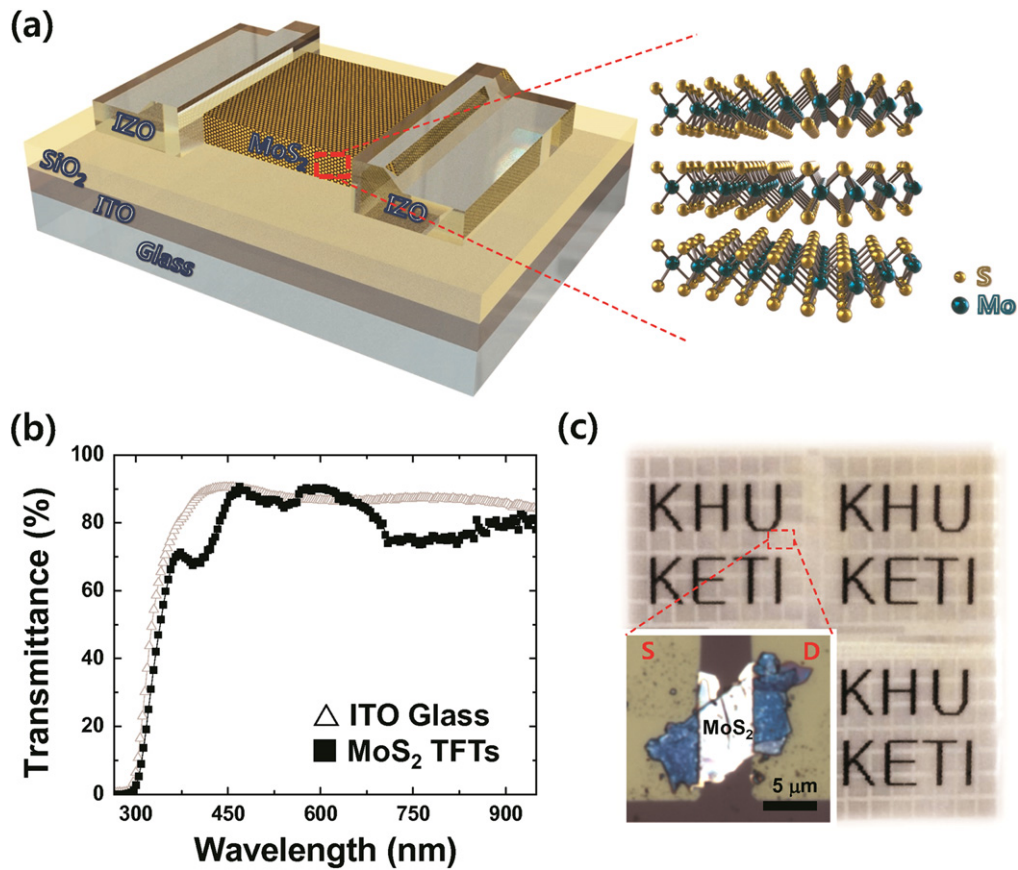 (a)
IZO
MoS₂
IZO
SiO₂
ITO
Glass
S
Mo
(b)
100
80
60
40
20
0
Transmittance (%)
ITO Glass
MoS₂ TFTs
300
450
600
750
900
Wavelength (nm)
(c)
KHU
KETI
KHU
KETI
KHU
KETI
S
D
MoS₂
5 μm